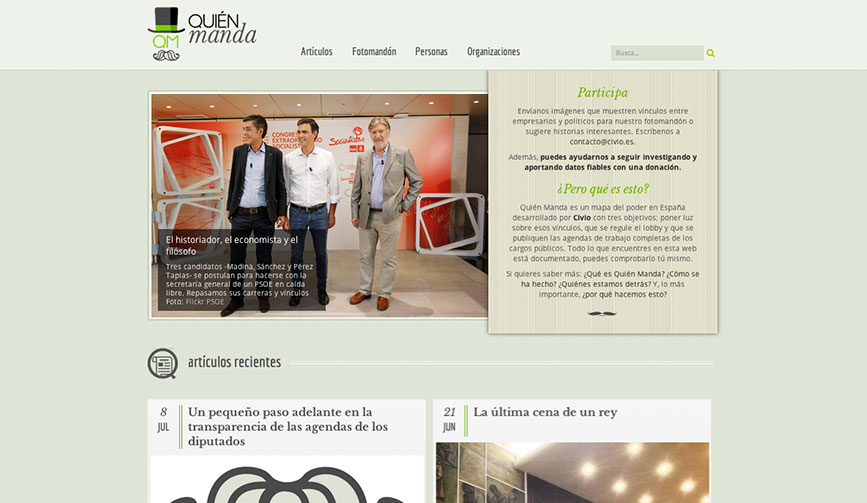 QUIÉN
manda
QM
Artículos Fotomandón Personas Organizaciones
Busca...
CONGRESO
EXTRAORDINARIO
SOCIALISTA
Socialistas
PSOE
El historiador, el economista y el
filósofo
Tres candidatos -Madina, Sánchez y Pérez
Tapias- se postulan para hacerse con la
secretaría general de un PSOE en caída
libre. Repasamos sus carreras y vínculos
Foto: Flickr PSOE
Participa
Envíanos imágenes que muestren vínculos entre
empresarios y políticos para nuestro fotomandón o
sugiere historias interesantes. Escríbenos a
contacto@civio.es.
Además, puedes ayudarnos a seguir investigando y
aportando datos fiables con una donación.
¿Pero qué es esto?
Quién Manda es un mapa del poder en España
desarrollado por Civio con tres objetivos: poner luz
sobre esos vínculos, que se regule el lobby y que se
publiquen las agendas de trabajo completas de los
cargos públicos. Todo lo que encuentres en esta web
está documentado, puedes comprobarlo tú mismo.
Si quieres saber más: ¿Qué es Quién Manda? ¿Cómo se
ha hecho? ¿Quiénes estamos detrás? Y, lo más
importante, ¿por qué hacemos esto?
artículos recientes
8
JUL
Un pequeño paso adelante en la
transparencia de las agendas de los
diputados
21
JUN
La última cena de un rey